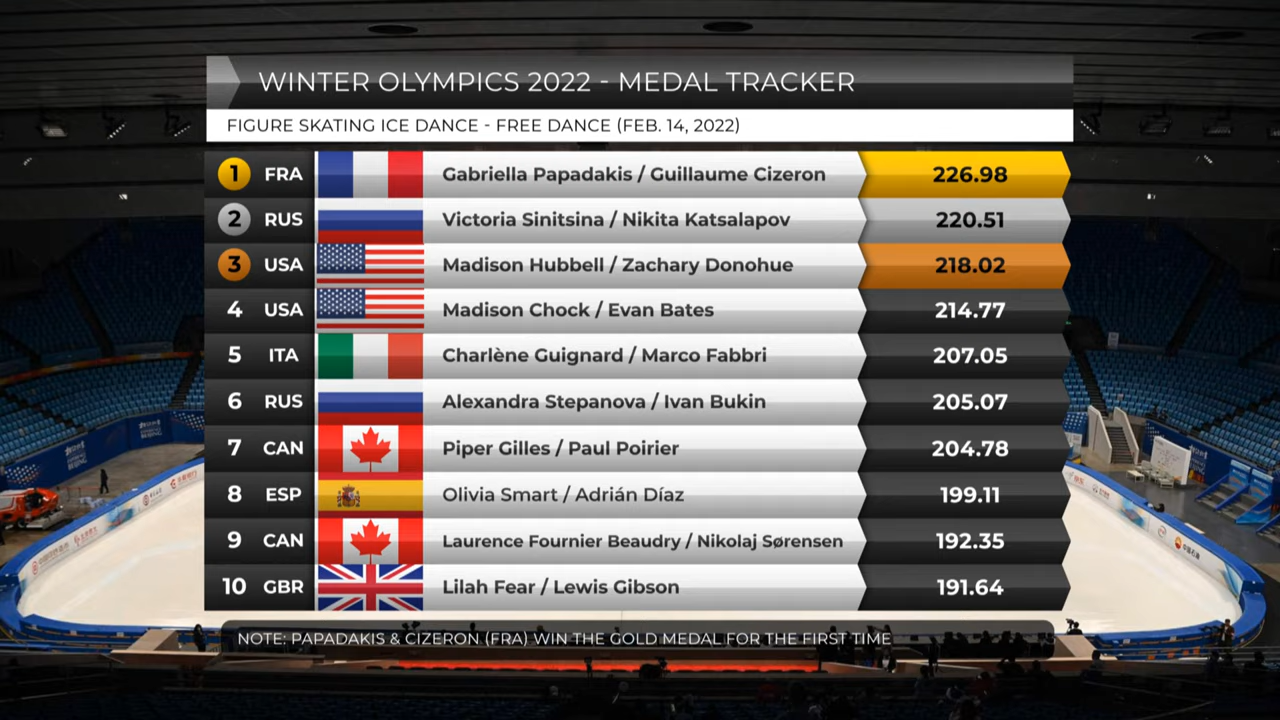 WINTER OLYMPICS 2022 - MEDAL TRACKER
FIGURE SKATING ICE DANCE - FREE DANCE (FEB. 14, 2022)
1 FRA Gabriella Papadakis / Guillaume Cizeron 226.98
2 RUS Victoria Sinitsina / Nikita Katsalapov 220.51
3 USA Madison Hubbell / Zachary Donohue 218.02
4 USA Madison Chock / Evan Bates 214.77
5 ITA Charlène Guignard / Marco Fabbri 207.05
6 RUS Alexandra Stepanova / Ivan Bukin 205.07
7 CAN Piper Gilles / Paul Poirier 204.78
8 ESP Olivia Smart / Adrián Díaz 199.11
9 CAN Laurence Fournier Beaudry / Nikolaj Sørensen 192.35
10 GBR Lilah Fear / Lewis Gibson 191.64
NOTE: PAPADAKIS & CIZERON (FRA) WIN THE GOLD MEDAL FOR THE FIRST TIME